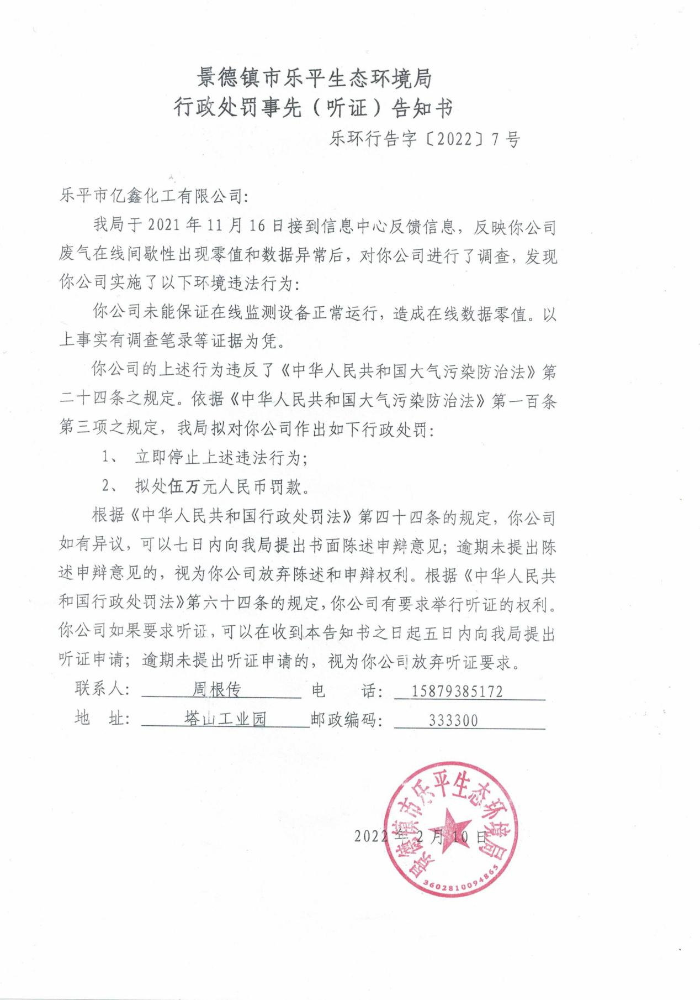 景德镇市乐平生态环境局
行政处罚事先（听证）告知书
乐环行告字〔2022〕7号
乐平市亿鑫化工有限公司：
我局于2021年11月16日接到信息中心反馈信息，反映你公司
废气在线间歇性出现零值和数据异常后，对你公司进行了调查，发现
你公司实施了以下环境违法行为：
你公司未能保证在线监测设备正常运行，造成在线数据零值。以
上事实有调查笔录等证据为凭。
你公司的上述行为违反了《中华人民共和国大气污染防治法》第
二十四条之规定。依据《中华人民共和国大气污染防治法》第一百条
第三项之规定，我局拟对你公司作出如下行政处罚：
1、 立即停止上述违法行为；
2、 拟处伍万元人民币罚款。
根据《中华人民共和国行政处罚法》第四十四条的规定，你公司
如有异议，可以七日内向我局提出书面陈述申辩意见；逾期未提出陈
述申辩意见的，视为你公司放弃陈述和申辩权利。根据《中华人民共
和国行政处罚法》第六十四条的规定，你公司有要求举行听证的权利。
你公司如果要求听证，可以在收到本告知书之日起五日内向我局提出
听证申请；逾期未提出听证申请的，视为你公司放弃听证要求。
联系人： 周根传 电 话： 15879385172
地 址： 塔山工业园 邮政编码： 333300
景德镇市乐平生态环境局
2022年2月10日
3602810094865